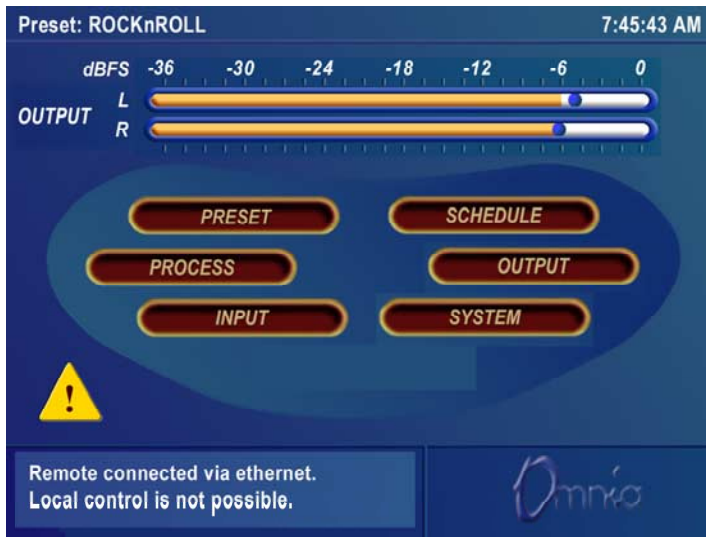 Preset: ROCKnROLL 7:45:43 AM
dBFS -36 -30 -24 -18 -12 -6 0
OUTPUT
L
R
PRESET SCHEDULE
PROCESS OUTPUT
INPUT SYSTEM
!
Remote connected via ethernet.
Local control is not possible.
Omnia